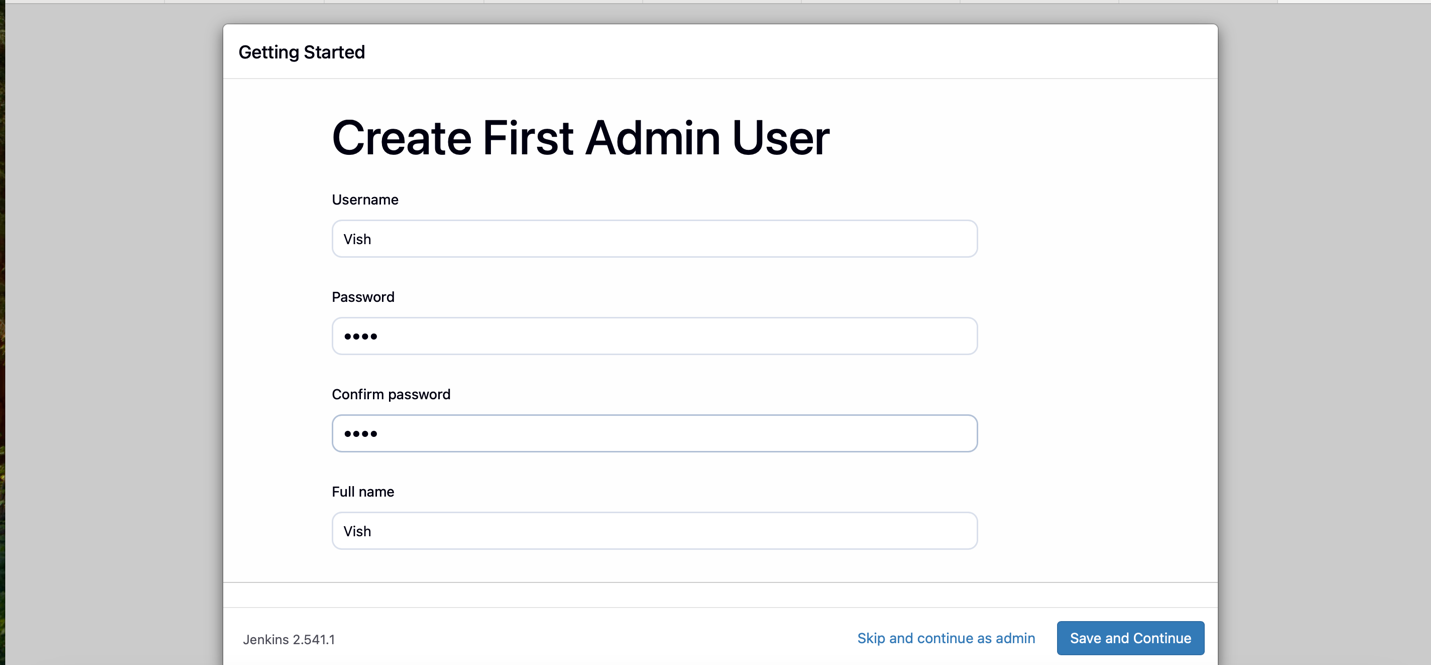 Getting Started
Create First Admin User
Username
Vish
Password
••••
Confirm password
••••
Full name
Vish
Jenkins 2.541.1
Skip and continue as admin
Save and Continue